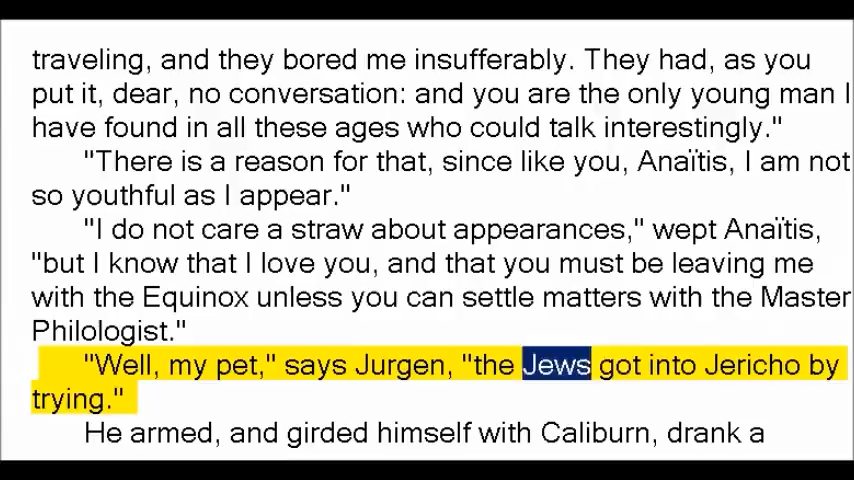 traveling, and they bored me insufferably. They had, as you
put it, dear, no conversation: and you are the only young man I
have found in all these ages who could talk interestingly."
"There is a reason for that, since like you, Anaïtis, I am not
so youthful as I appear."
"I do not care a straw about appearances," wept Anaïtis,
"but I know that I love you, and that you must be leaving me
with the Equinox unless you can settle matters with the Master
Philologist."
"Well, my pet," says Jurgen, "the Jews got into Jericho by
trying."
He armed, and girded himself with Caliburn, drank a